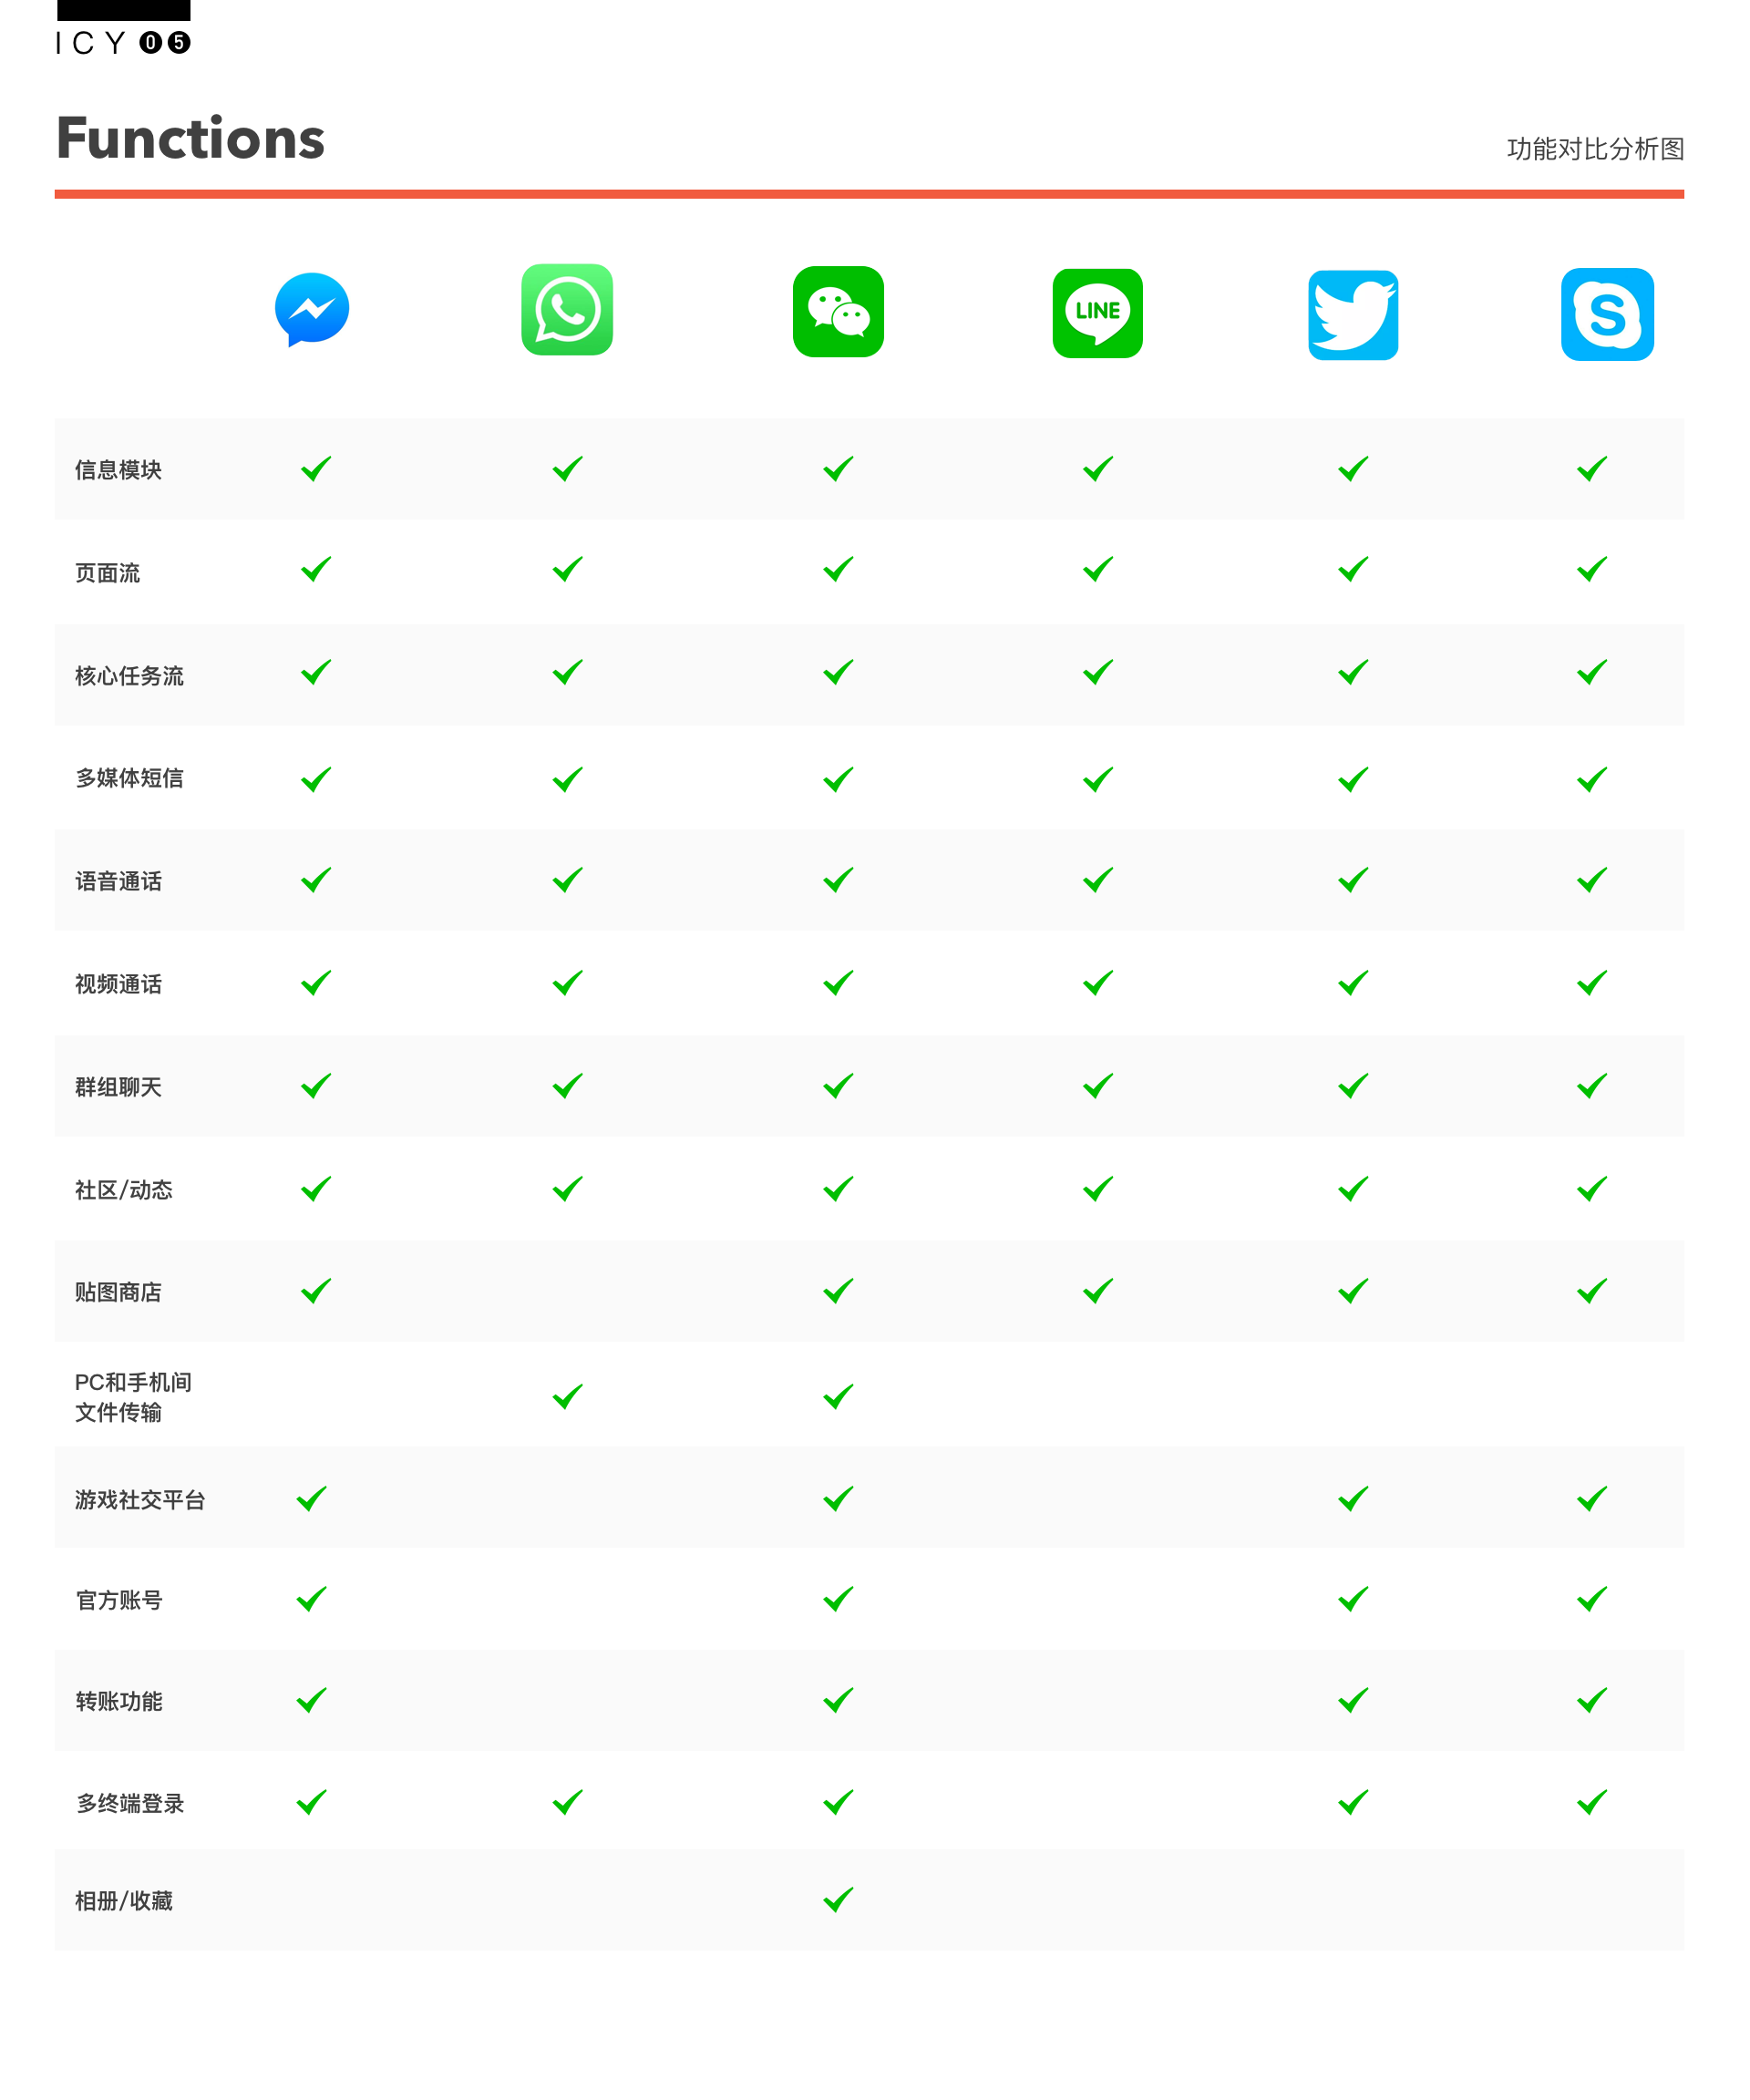 ICY 05
Functions
功能对比分析图
LINE
S
信息模块
页面流
核心任务流
多媒体短信
语音通话
视频通话
群组聊天
社区/动态
贴图商店
PC和手机间
文件传输
游戏社交平台
官方账号
转账功能
多终端登录
相册/收藏